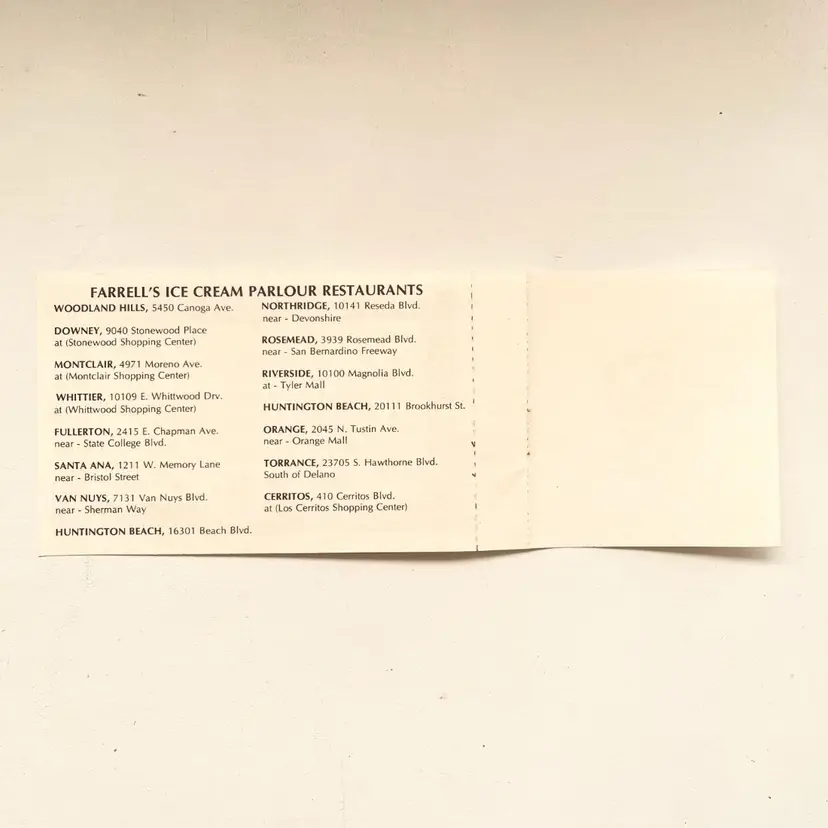 FARRELL'S ICE CREAM PARLOUR RESTAURANTS
WOODLAND HILLS, 5450 Canoga Ave.
DOWNEY, 9040 Stonewood Place
at (Stonewood Shopping Center)
MONTCLAIR, 4971 Moreno Ave.
at (Montclair Shopping Center)
WHITTIER, 10109 E. Whittwood Drv.
at (Whittwood Shopping Center)
FULLERTON, 2415 E. Chapman Ave.
near - State College Blvd.
SANTA ANA, 1211 W. Memory Lane
near - Bristol Street
VAN NUYS, 7131 Van Nuys Blvd.
near - Sherman Way
HUNTINGTON BEACH, 16301 Beach Blvd.
NORTHRIDGE, 10141 Reseda Blvd.
near - Devonshire
ROSEMEAD, 3939 Rosemead Blvd.
near - San Bernardino Freeway
RIVERSIDE, 10100 Magnolia Blvd.
at - Tyler Mall
HUNTINGTON BEACH, 20111 Brookhurst St.
ORANGE, 2045 N. Tustin Ave.
near - Orange Mall
TORRANCE, 23705 S. Hawthorne Blvd.
South of Delano
CERRITOS, 410 Cerritos Blvd.
at (Los Cerritos Shopping Center)